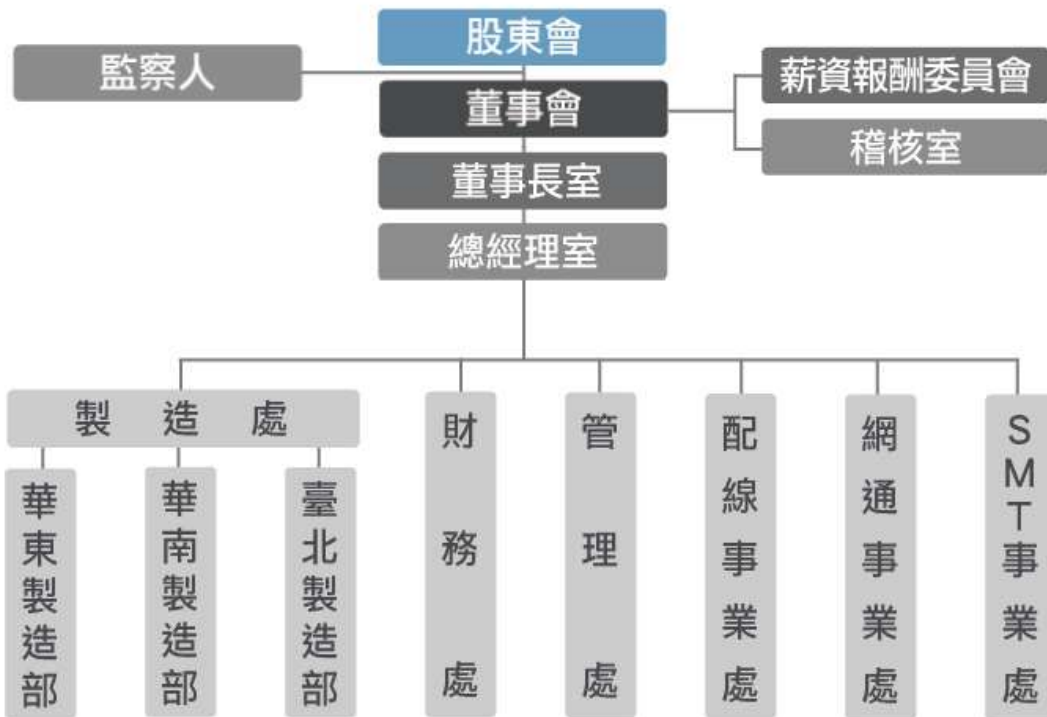 股東會
監察人
董事會
薪資報酬委員會
稽核室
董事長室
總經理室
製造處
華東製造部
華南製造部
臺北製造部
財務處
管理處
配線事業處
網通事業處
SMT事業處